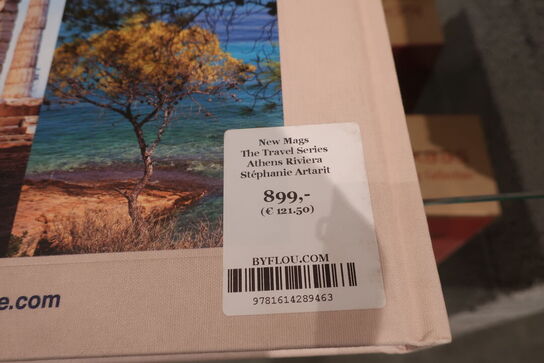 New Mags
The Travel Series
Athens Riviera
Stéphanie Artarit
899,-
(€ 121.50)
BYFLOU.COM
9781614289463
e.com